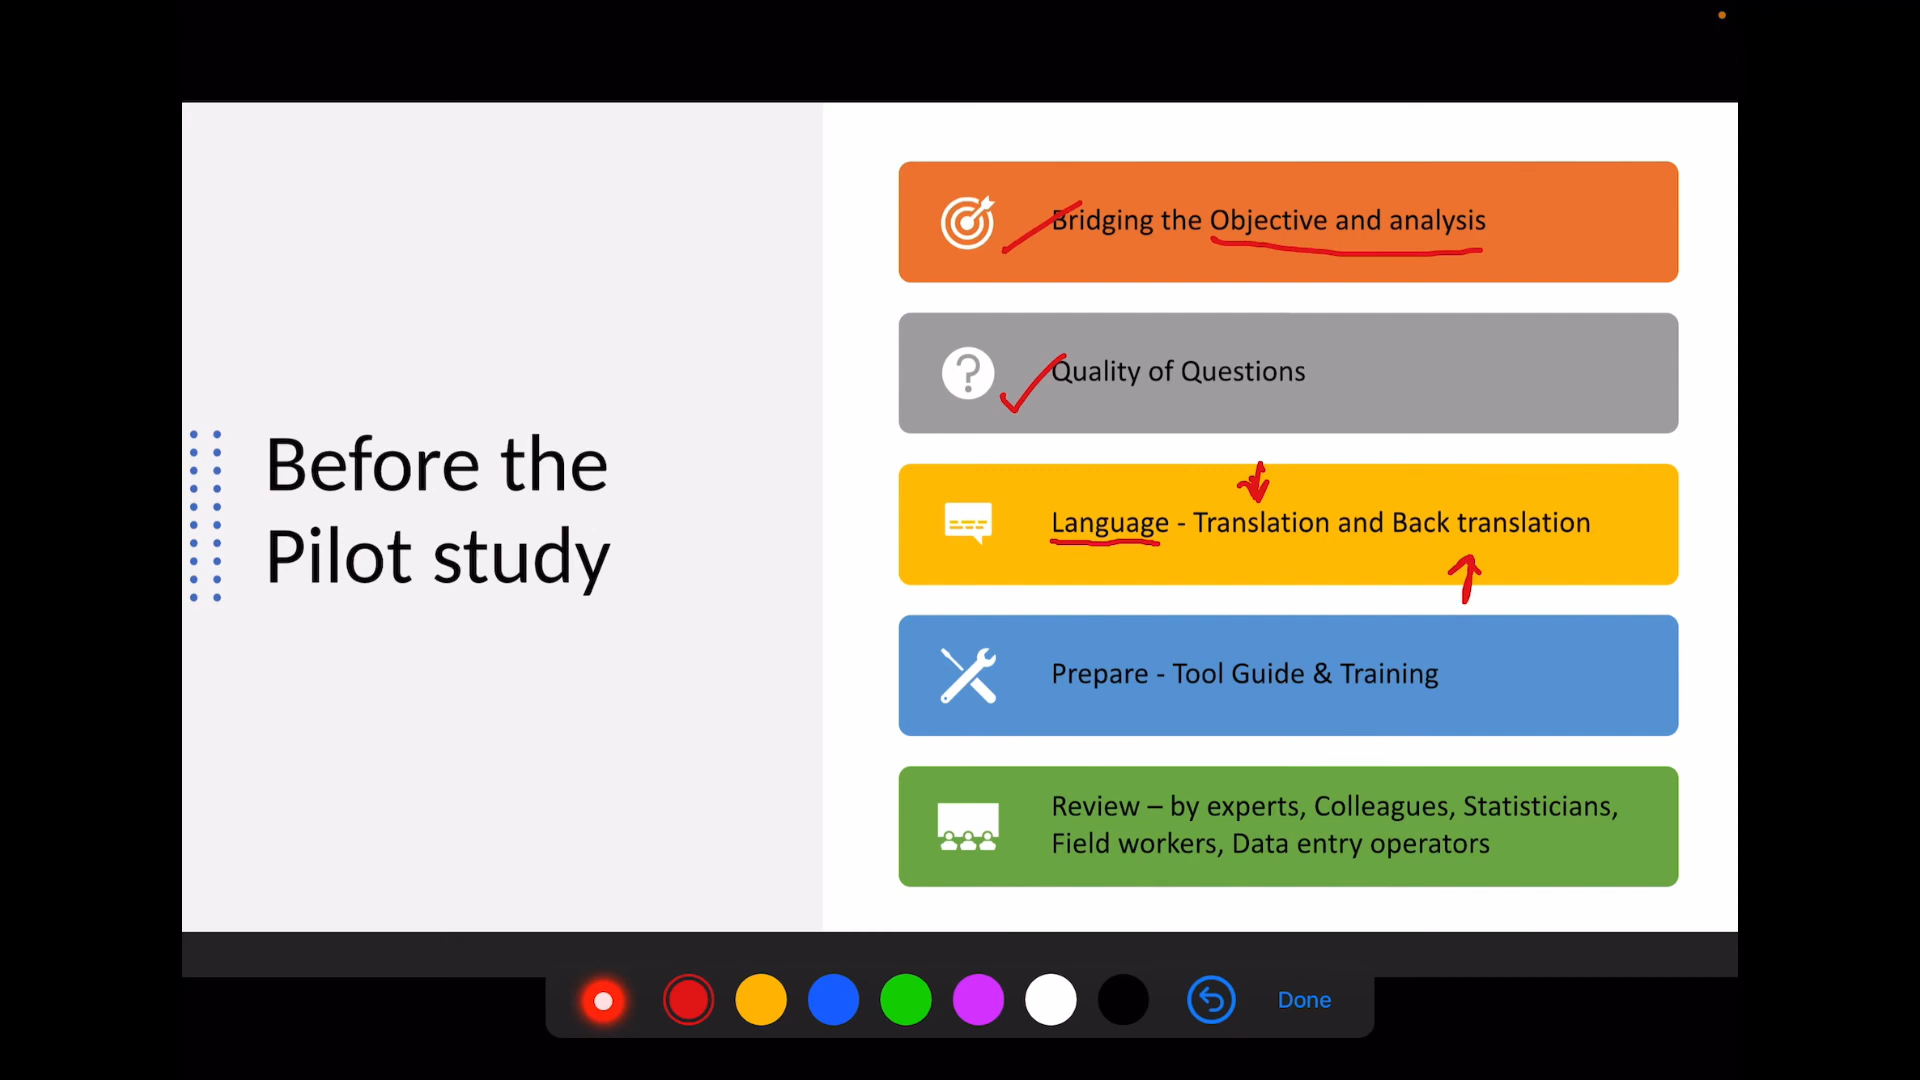 Before the
Pilot study
Bridging the Objective and analysis
Quality of Questions
Language - Translation and Back translation
Prepare - Tool Guide & Training
Review – by experts, Colleagues, Statisticians,
Field workers, Data entry operators
Done